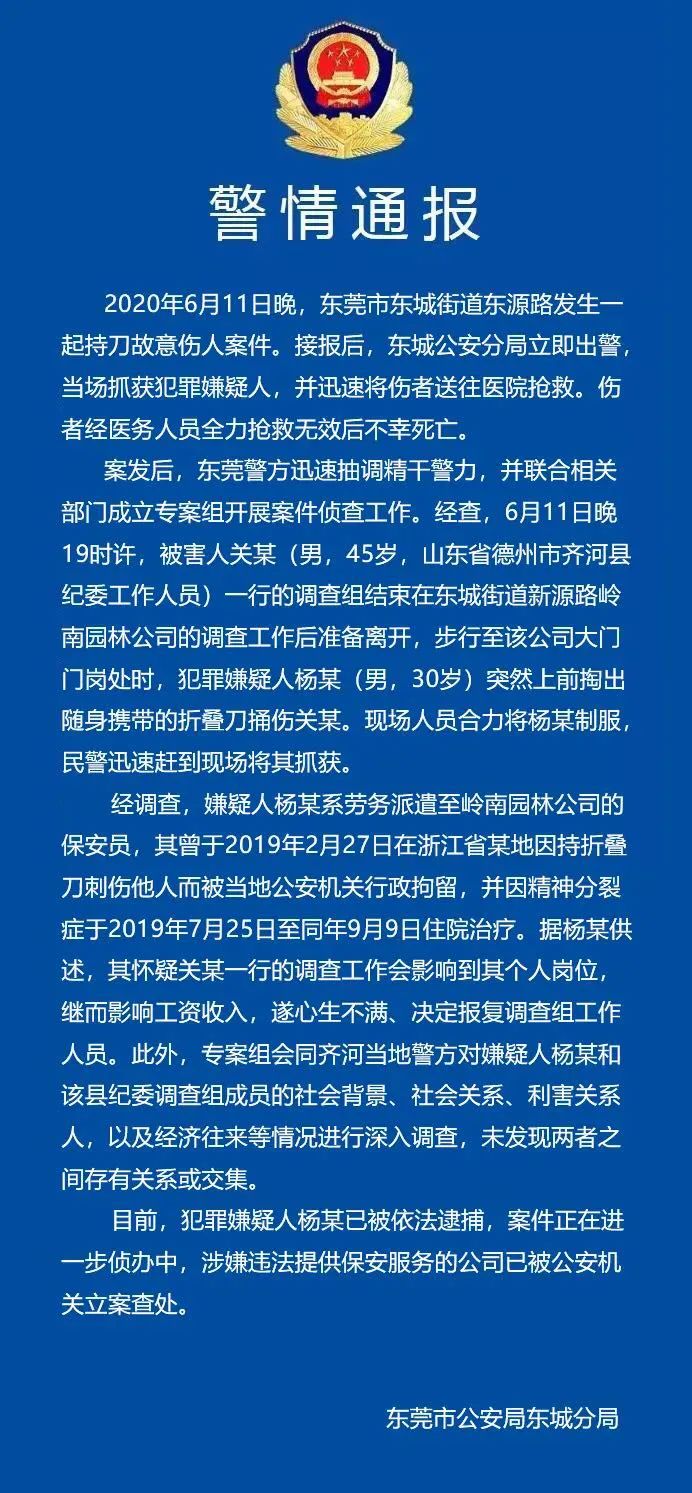 警情通报
2020年6月11日晚，东莞市东城街道东源路发生一
起持刀故意伤人案件。接报后，东城公安分局立即出警，
当场抓获犯罪嫌疑人，并迅速将伤者送往医院抢救。伤
者经医务人员全力抢救无效后不幸死亡。
案发后，东莞警方迅速抽调精干警力，并联合相关
部门成立专案组开展案件侦查工作。经查，6月11日晚
19时许，被害人关某（男，45岁，山东省德州市齐河县
纪委工作人员）一行的调查组结束在东城街道新源路岭
南园林公司的调查工作后准备离开，步行至该公司大门
门岗处时，犯罪嫌疑人杨某（男，30岁）突然上前掏出
随身携带的折叠刀捅伤关某。现场人员合力将杨某制服，
民警迅速赶到现场将其抓获。
经调查，嫌疑人杨某系劳务派遣至岭南园林公司的
保安员，其曾于2019年2月27日在浙江省某地因持折叠
刀刺伤他人而被当地公安机关行政拘留，并因精神分裂
症于2019年7月25日至同年9月9日住院治疗。据杨某供
述，其怀疑关某一行的调查工作会影响到其个人岗位，
继而影响工资收入，遂心生不满、决定报复调查组工作
人员。此外，专案组会同齐河当地警方对嫌疑人杨某和
该县纪委调查组成员的社会背景、社会关系、利害关系
人，以及经济往来等情况进行深入调查，未发现两者之
间存有关系或交集。
目前，犯罪嫌疑人杨某已被依法逮捕，案件正在进
一步侦办中，涉嫌违法提供保安服务的公司已被公安机
关立案查处。
东莞市公安局东城分局